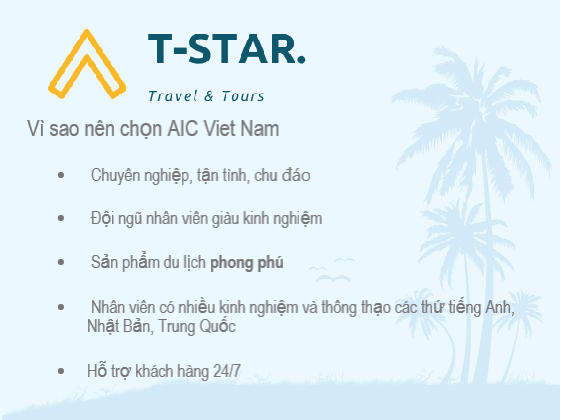 T-STAR.
Travel & Tours
Vì sao nên chọn AIC Viet Nam
• Chuyên nghiệp, tận tình, chu đáo
• Đội ngũ nhân viên giàu kinh nghiệm
• Sản phẩm du lịch phong phú
• Nhân viên có nhiều kinh nghiệm và thông thạo các thứ tiếng Anh,
Nhật Bản, Trung Quốc
• Hỗ trợ khách hàng 24/7